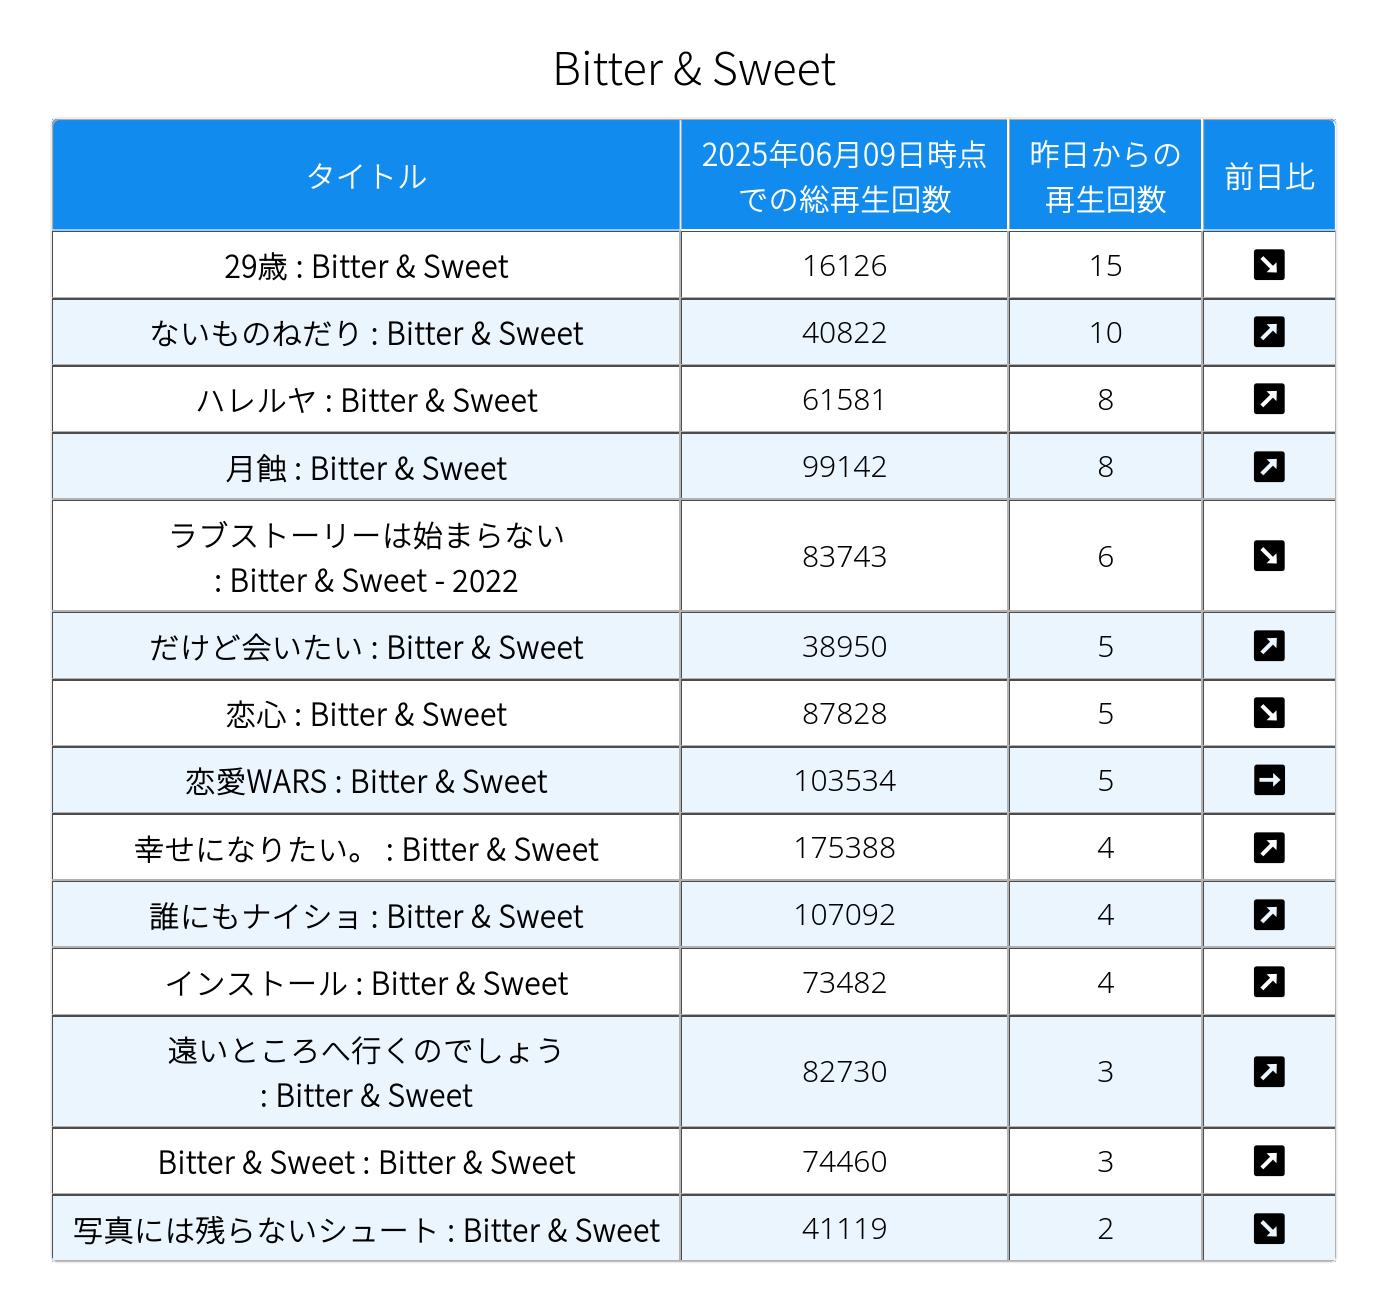 Bitter & Sweet
タイトル
2025年06月09日時点
での総再生回数
昨日からの
再生回数
前日比
29歳 : Bitter & Sweet
16126
15
ないものねだり : Bitter & Sweet
40822
10
ハレルヤ : Bitter & Sweet
61581
8
月蝕 : Bitter & Sweet
99142
8
ラブストーリーは始まらない
: Bitter & Sweet - 2022
83743
6
だけど会いたい : Bitter & Sweet
38950
5
恋心 : Bitter & Sweet
87828
5
恋愛WARS : Bitter & Sweet
103534
5
幸せになりたい。 : Bitter & Sweet
175388
4
誰にもナイショ : Bitter & Sweet
107092
4
インストール : Bitter & Sweet
73482
4
遠いところへ行くのでしょう
: Bitter & Sweet
82730
3
Bitter & Sweet : Bitter & Sweet
74460
3
写真には残らないシュート : Bitter & Sweet
41119
2